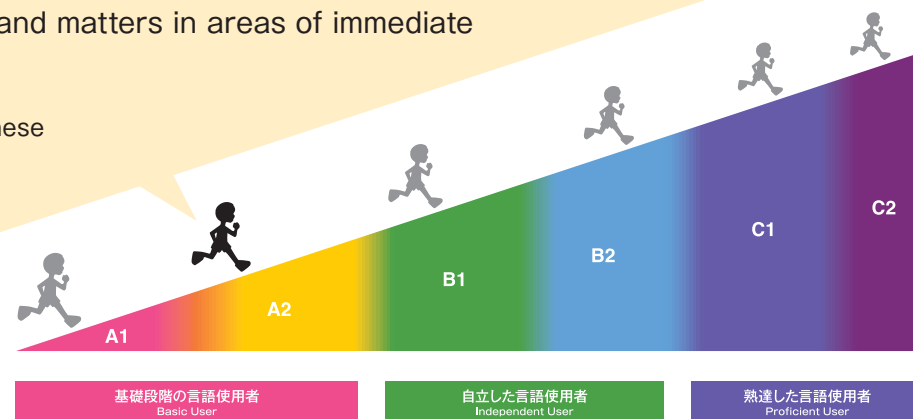 and matters in areas of immediate
A1
A2
B1
B2
C1
C2
基礎段階の言語使用者
Basic User
自立した言語使用者
Independent User
熟達した言語使用者
Proficient User